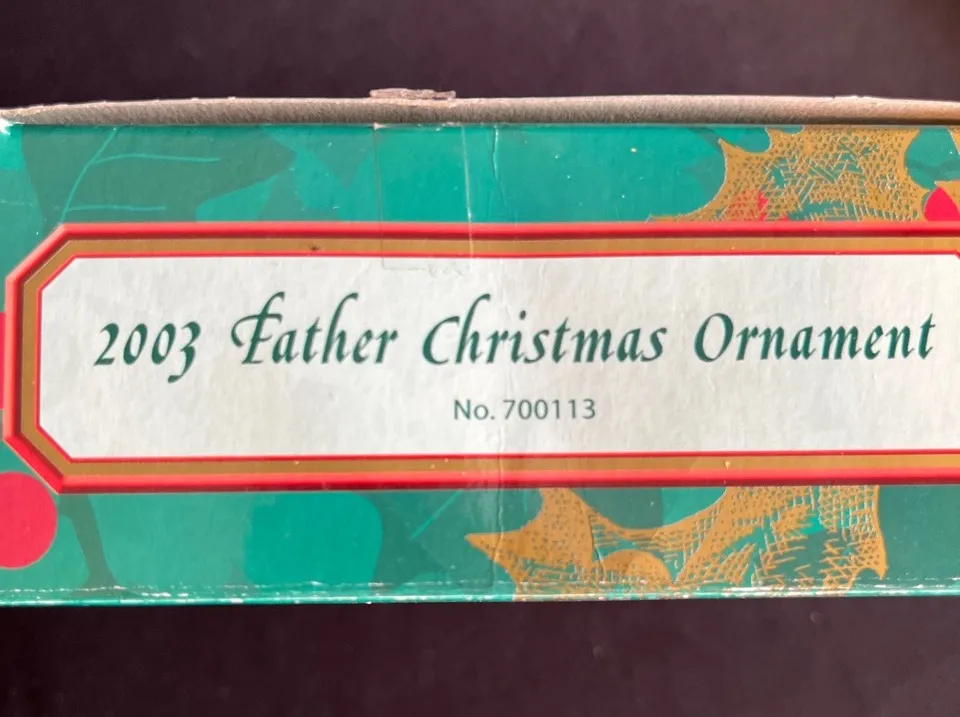 2003 Father Christmas Ornament
No. 700113